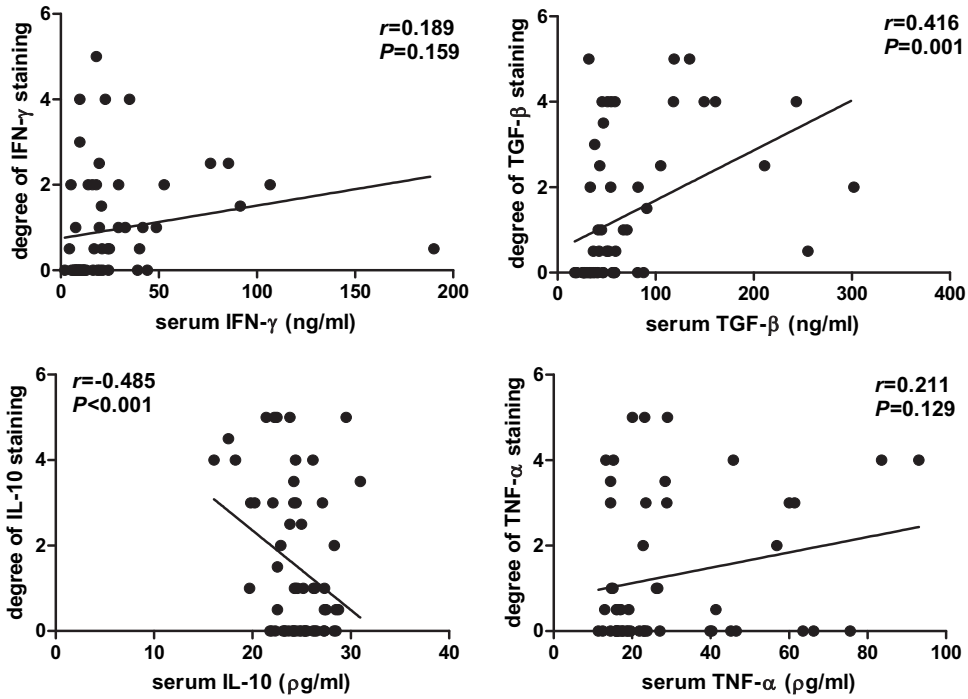 r=0.189
P=0.159
degree of IFN-γ staining
6
4
2
0
0
50
100
150
200
serum IFN-γ (ng/ml)
r=0.416
P=0.001
degree of TGF-β staining
6
4
2
0
0
100
200
300
400
serum TGF-β (ng/ml)
r=-0.485
P<0.001
degree of IL-10 staining
6
4
2
0
0
10
20
30
40
serum IL-10 (ρg/ml)
r=0.211
P=0.129
degree of TNF-α staining
6
4
2
0
0
20
40
60
80
100
serum TNF-α (ρg/ml)